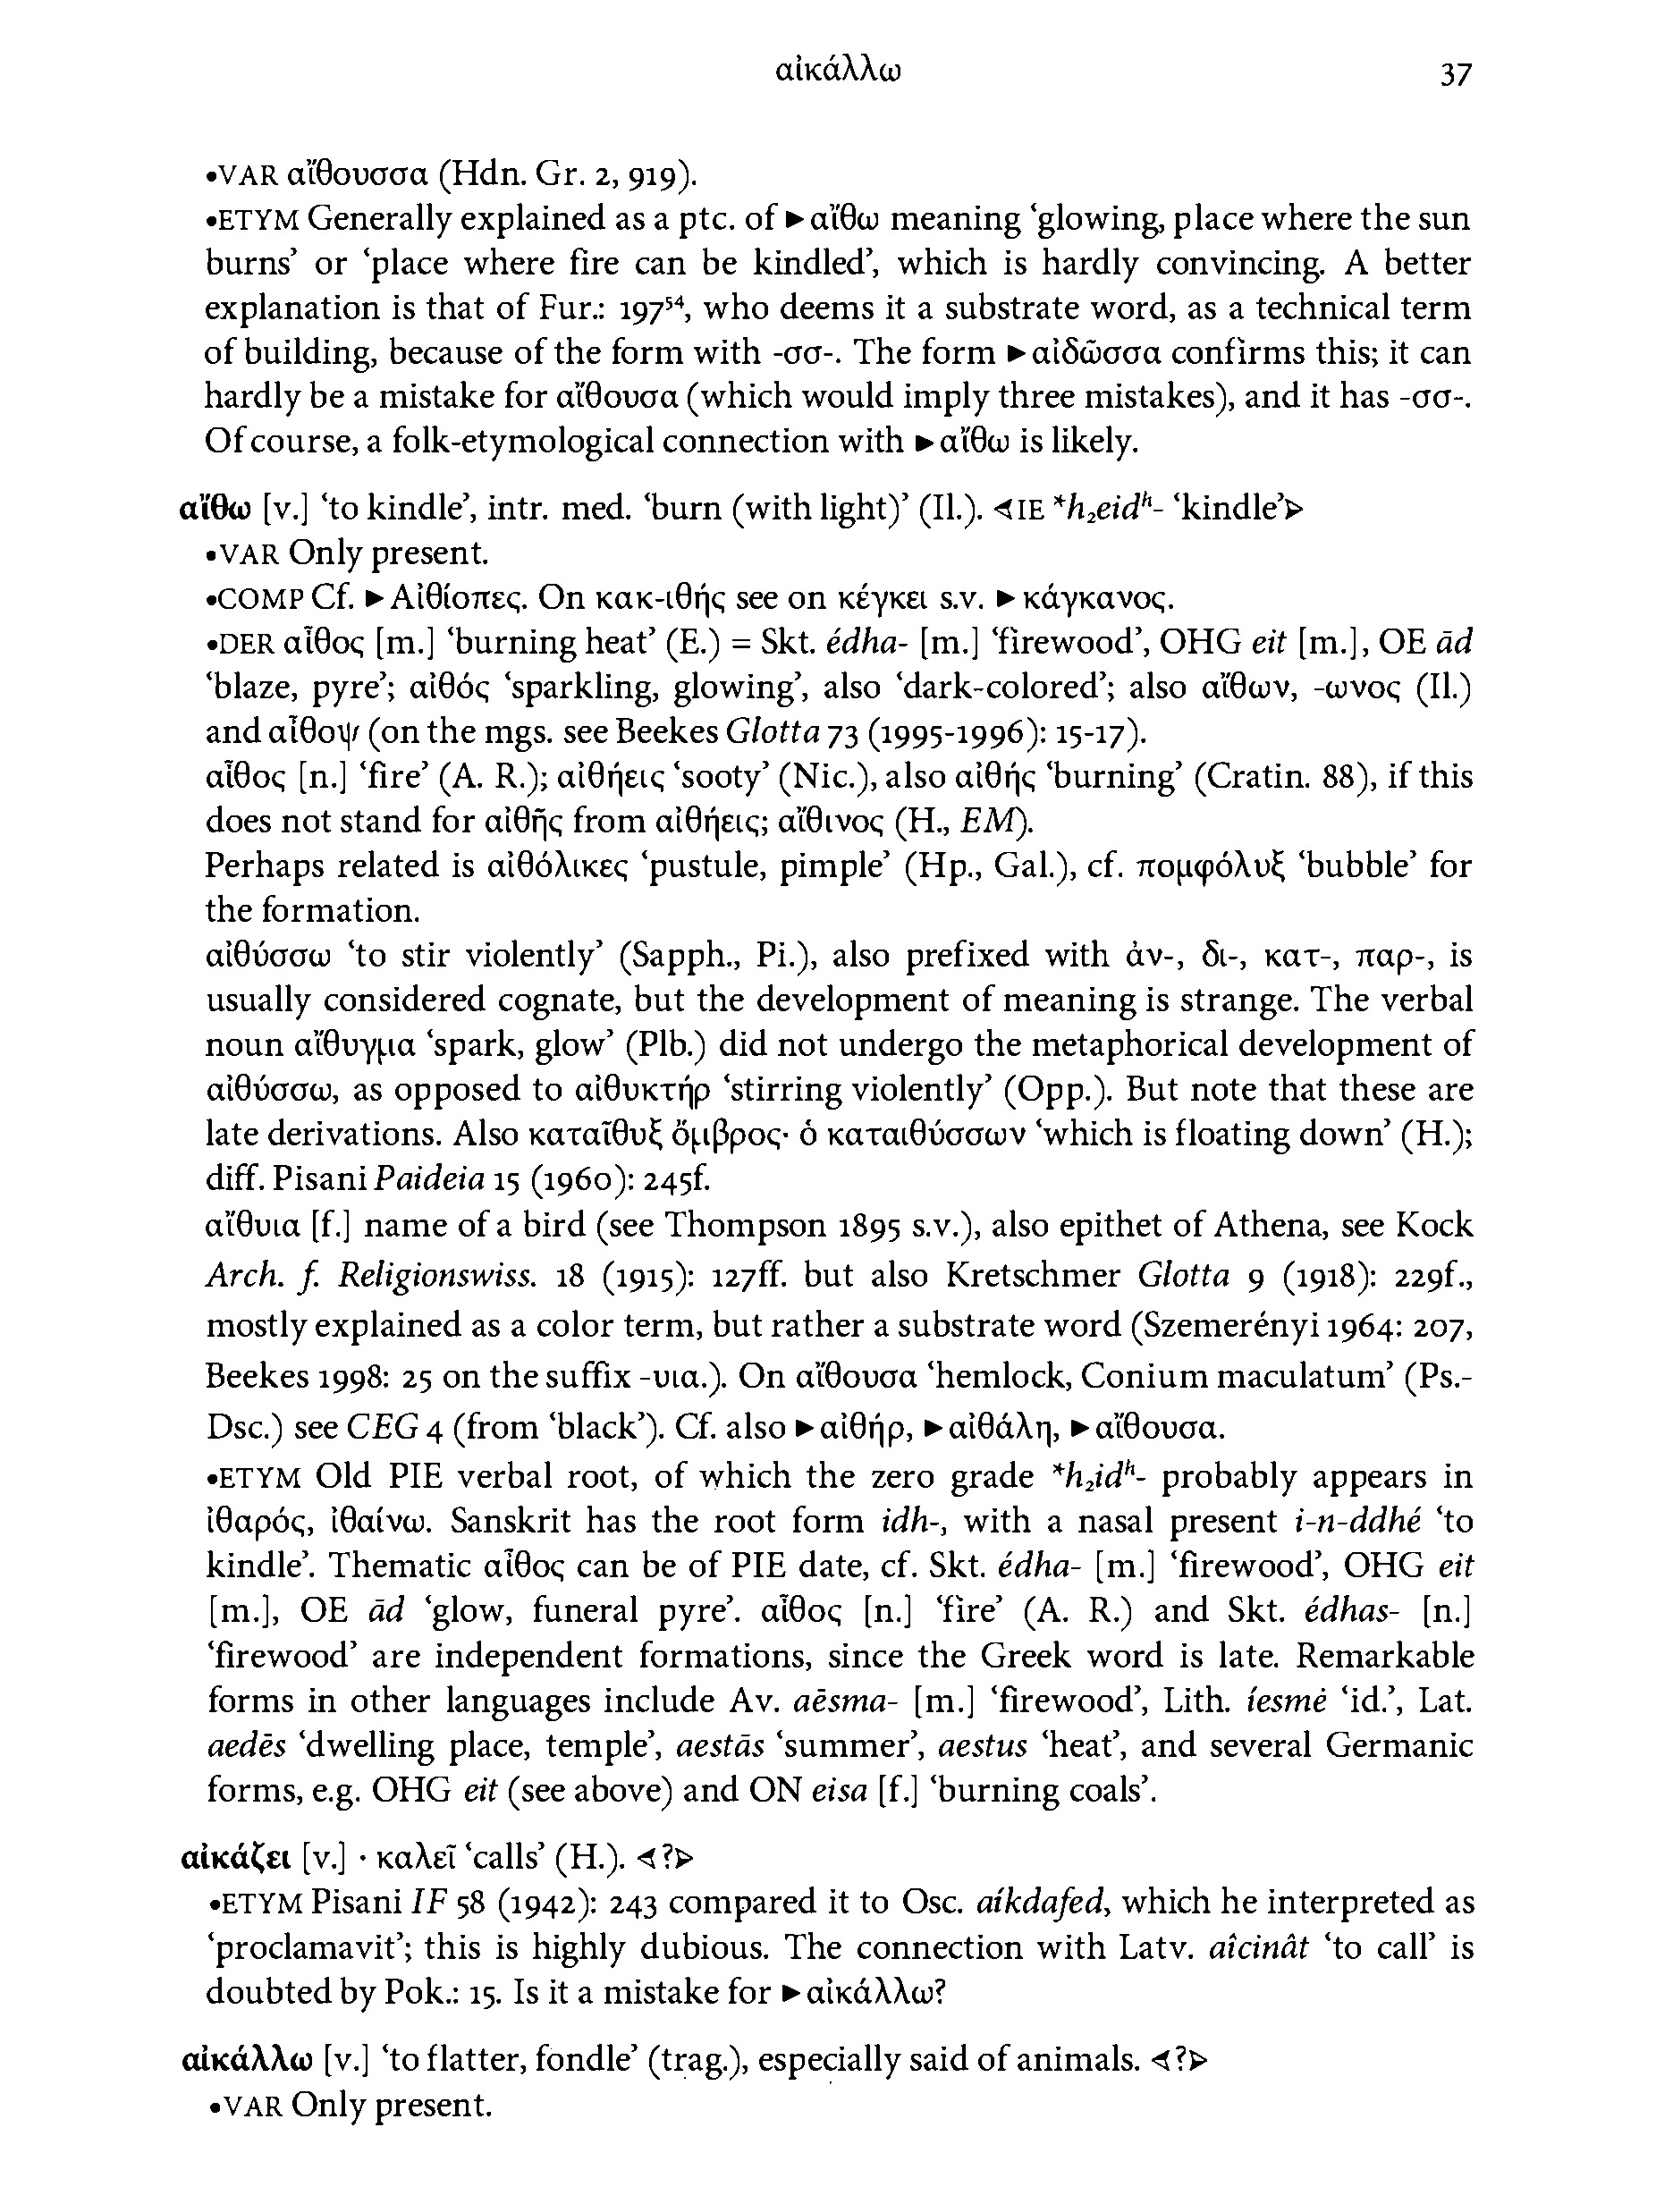 αἰκάλλω 37
•VAR αἴθουσσα (Hdn. Gr. 2, 919).
•ETYM Generally explained as a ptc. of ►αἴθω meaning ‘glowing, place where the sun
burns’ or ‘place where fire can be kindled’, which is hardly convincing. A better
explanation is that of Fur.: 197⁵⁴, who deems it a substrate word, as a technical term
of building, because of the form with -σσ-. The form ►αἰδῶσσα confirms this; it can
hardly be a mistake for αἴθουσα (which would imply three mistakes), and it has -σσ-.
Of course, a folk-etymological connection with ►αἴθω is likely.
αἴθω [v.] ‘to kindle’, intr. med. ‘burn (with light)’ (Il.). ⊲IE *h₂eidʰ- ‘kindle’⊳
•VAR Only present.
•COMP Cf. ►Αἰθίοπες. On κακ-ιθής see on κέγκει s.v. ►κάγκανος.
•DER αἶθος [m.] ‘burning heat’ (E.) = Skt. édha- [m.] ‘firewood’, OHG eit [m.], OE ād
‘blaze, pyre’; αἰθός ‘sparkling, glowing’, also ‘dark-colored’; also αἴθων, -ωνος (Il.)
and αἶθοψ (on the mgs. see Beekes Glotta 73 (1995-1996): 15-17).
αἶθος [n.] ‘fire’ (A. R.); αἰθήεις ‘sooty’ (Nic.), also αἰθής ‘burning’ (Cratin. 88), if this
does not stand for αἰθῆς from αἰθήεις; αἴθινος (H., EM).
Perhaps related is αἰθόλικες ‘pustule, pimple’ (Hp., Gal.), cf. πομφόλυξ ‘bubble’ for
the formation.
αἰθύσσω ‘to stir violently’ (Sapph., Pi.), also prefixed with ἀν-, δι-, κατ-, παρ-, is
usually considered cognate, but the development of meaning is strange. The verbal
noun αἴθυγμα ‘spark, glow’ (Plb.) did not undergo the metaphorical development of
αἰθύσσω, as opposed to αἰθυκτήρ ‘stirring violently’ (Opp.). But note that these are
late derivations. Also καταῖθυξ ὄμβρος· ὁ καταιθύσσων ‘which is floating down’ (H.);
diff. Pisani Paideia 15 (1960): 245f.
αἴθυια [f.] name of a bird (see Thompson 1895 s.v.), also epithet of Athena, see Kock
Arch. f. Religionswiss. 18 (1915): 127ff. but also Kretschmer Glotta 9 (1918): 229f.,
mostly explained as a color term, but rather a substrate word (Szemerényi 1964: 207,
Beekes 1998: 25 on the suffix -υια.). On αἴθουσα ‘hemlock, Conium maculatum’ (Ps.-
Dsc.) see CEG 4 (from ‘black’). Cf. also ►αἰθήρ, ►αἰθάλη, ►αἴθουσα.
•ETYM Old PIE verbal root, of which the zero grade *h₂idʰ- probably appears in
ἰθαρός, ἰθαίνω. Sanskrit has the root form idh-, with a nasal present i-n-ddhé ‘to
kindle’. Thematic αἶθος can be of PIE date, cf. Skt. édha- [m.] ‘firewood’, OHG eit
[m.], OE ād ‘glow, funeral pyre’. αἶθος [n.] ‘fire’ (A. R.) and Skt. édhas- [n.]
‘firewood’ are independent formations, since the Greek word is late. Remarkable
forms in other languages include Av. aēsma- [m.] ‘firewood’, Lith. íesmė ‘id.’, Lat.
aedēs ‘dwelling place, temple’, aestās ‘summer’, aestus ‘heat’, and several Germanic
forms, e.g. OHG eit (see above) and ON eisa [f.] ‘burning coals’.
αἰκάζει [v.] · καλεῖ ‘calls’ (H.). ⊲?⊳
•ETYM Pisani IF 58 (1942): 243 compared it to Osc. aíkdafed, which he interpreted as
‘proclamavit’; this is highly dubious. The connection with Latv. aîcinât ‘to call’ is
doubted by Pok.: 15. Is it a mistake for ►αἰκάλλω?
αἰκάλλω [v.] ‘to flatter, fondle’ (trag.), especially said of animals. ⊲?⊳
•VAR Only present.